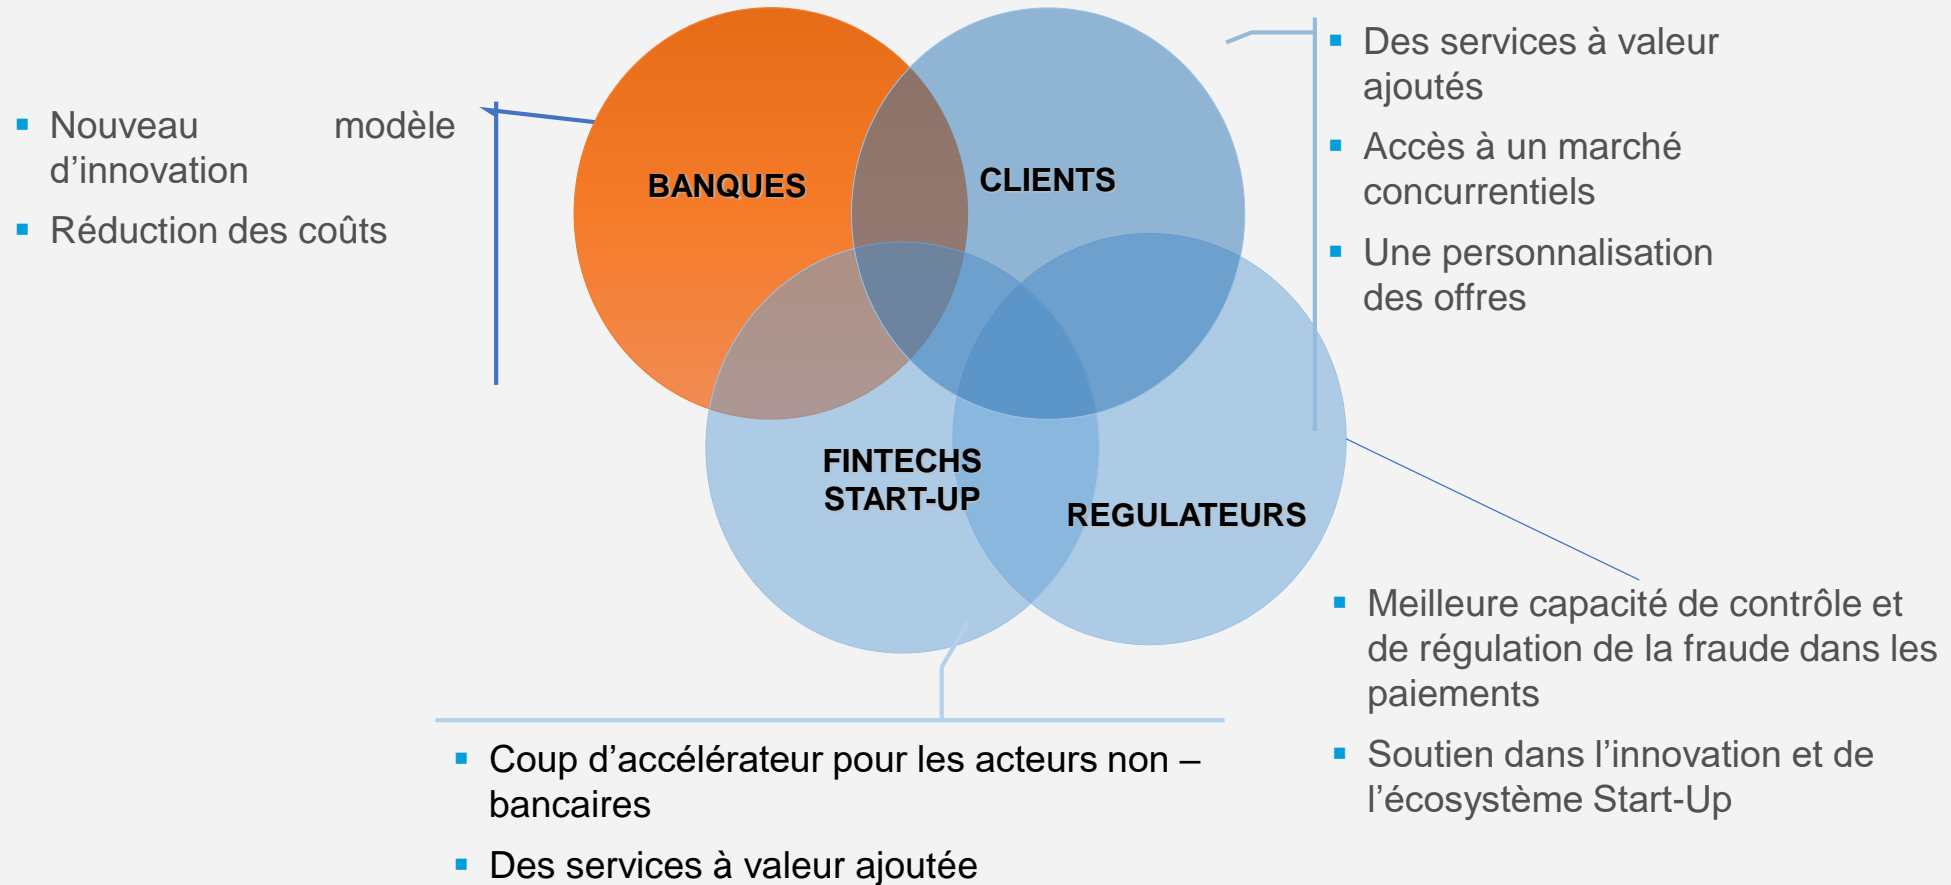 Nouveau modèle
d'innovation
Réduction des coûts
BANQUES
CLIENTS
Des services à valeur
ajoutés
Accès à un marché
concurrentiels
Une personnalisation
des offres
FINTECHS
START-UP
REGULATEURS
Meilleure capacité de contrôle et
de régulation de la fraude dans les
paiements
Soutien dans l'innovation et de
l'écosystème Start-Up
Coup d'accélérateur pour les acteurs non –
bancaires
Des services à valeur ajoutée